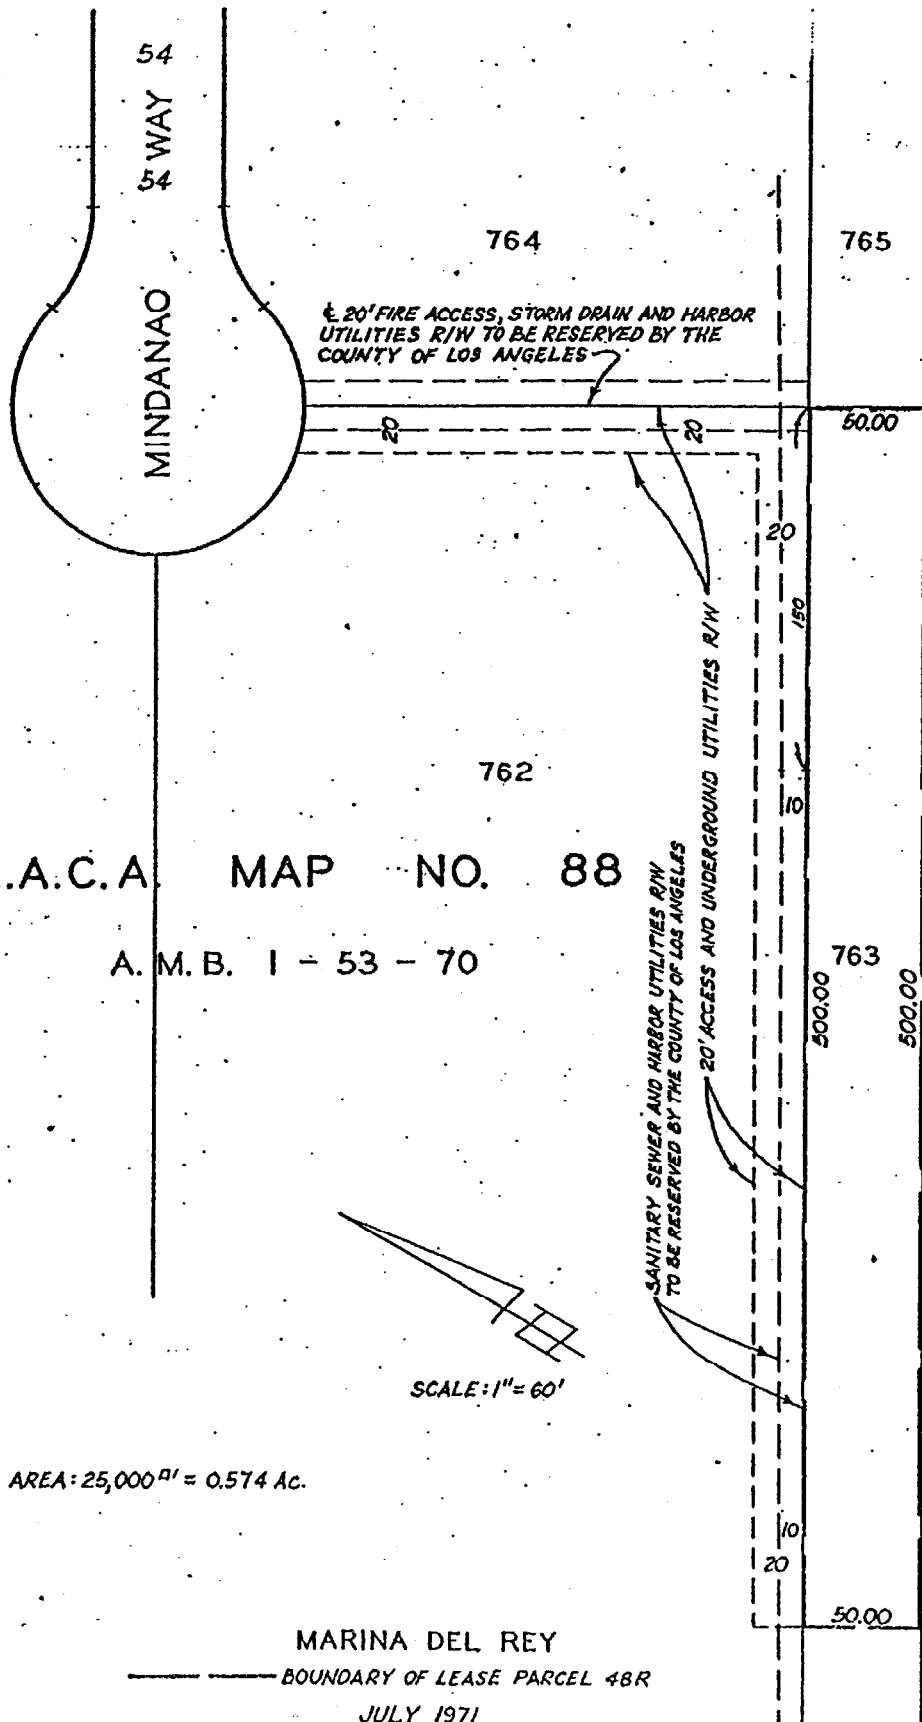 54
WAY
54
MINDANAO
764
765
℄ 20' FIRE ACCESS, STORM DRAIN AND HARBOR
UTILITIES R/W TO BE RESERVED BY THE
COUNTY OF LOS ANGELES
50.00
20
20
20
150
762
10
20' ACCESS AND UNDERGROUND UTILITIES R/W
SANITARY SEWER AND HARBOR UTILITIES R/W
TO BE RESERVED BY THE COUNTY OF LOS ANGELES
.A.C.A. MAP NO. 88
A. M. B. 1 - 53 - 70
763
500.00
500.00
SCALE: 1" = 60'
AREA: 25,000 □' = 0.574 Ac.
10
20
50.00
MARINA DEL REY
BOUNDARY OF LEASE PARCEL 48R
JULY 1971